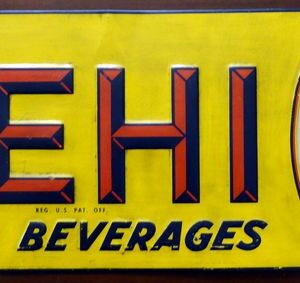 EHI
REG. U.S. PAT. OFF.
BEVERAGES